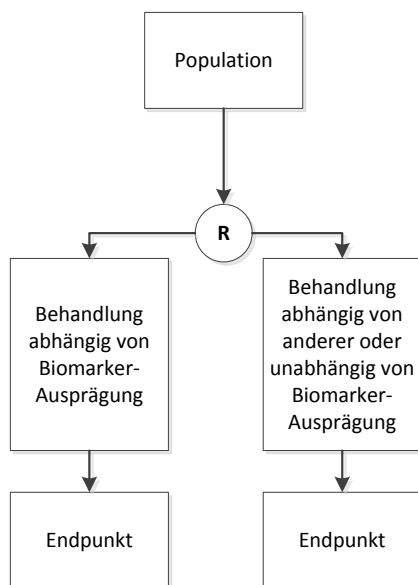 Population
R
Behandlung
abhängig von
Biomarker-
Ausprägung
Behandlung
abhängig von
anderer oder
unabhängig von
Biomarker-
Ausprägung
Endpunkt
Endpunkt